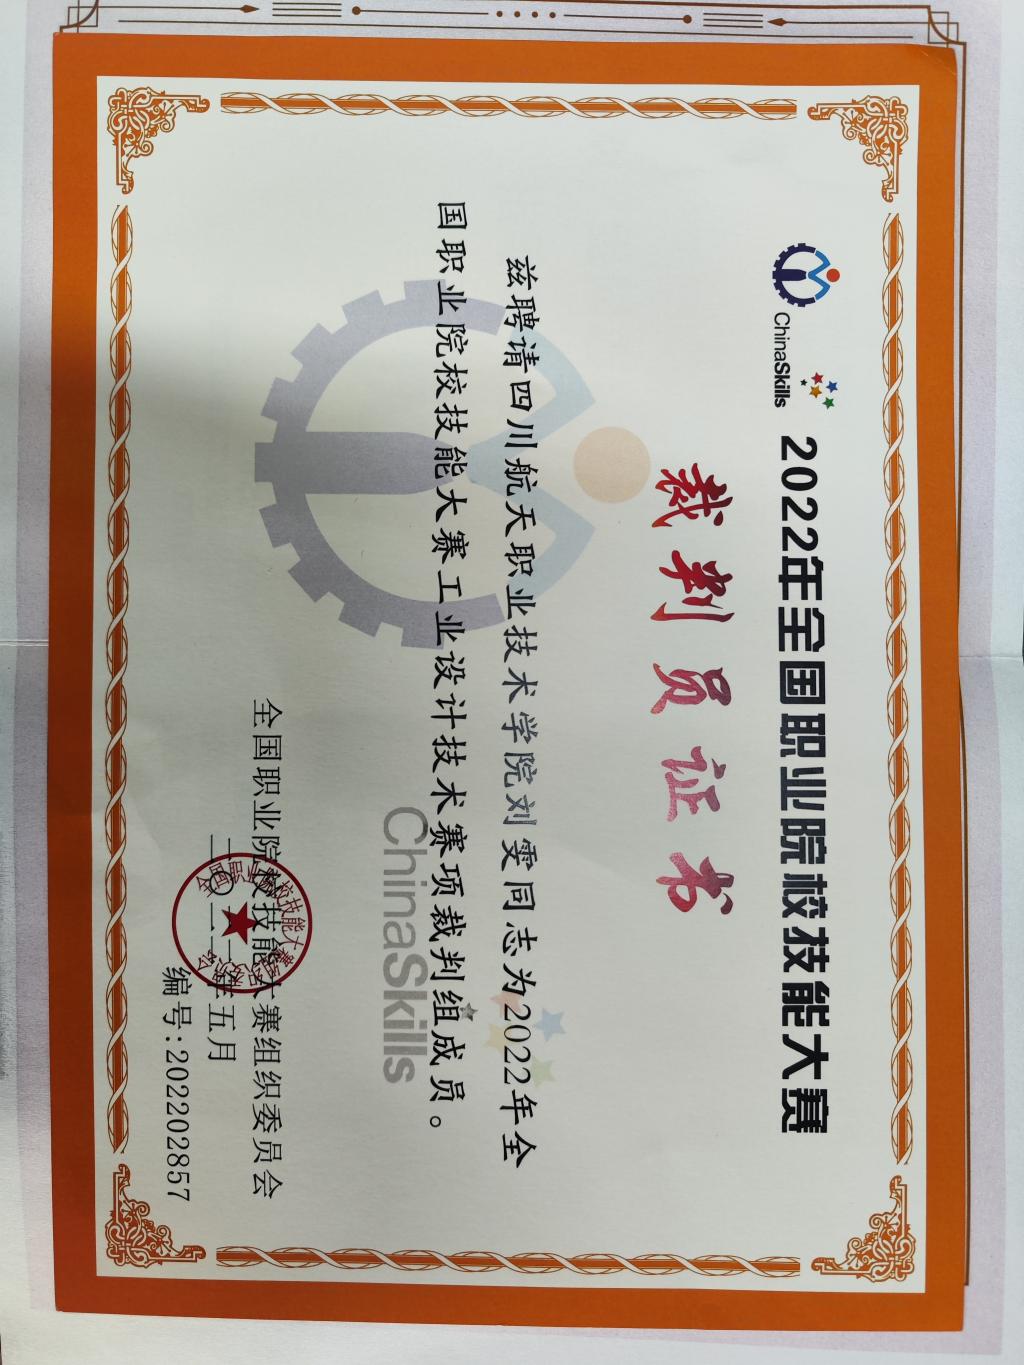 ChinaSkills
2022年全国职业院校技能大赛
裁判员证书
兹聘请四川航天职业技术学院刘雯同志为2022年全
国职业院校技能大赛工业设计技术赛项裁判组成员。
ChinaSkills
全国职业院校技能大赛组织委员会
二〇二二年五月
编号:202202857